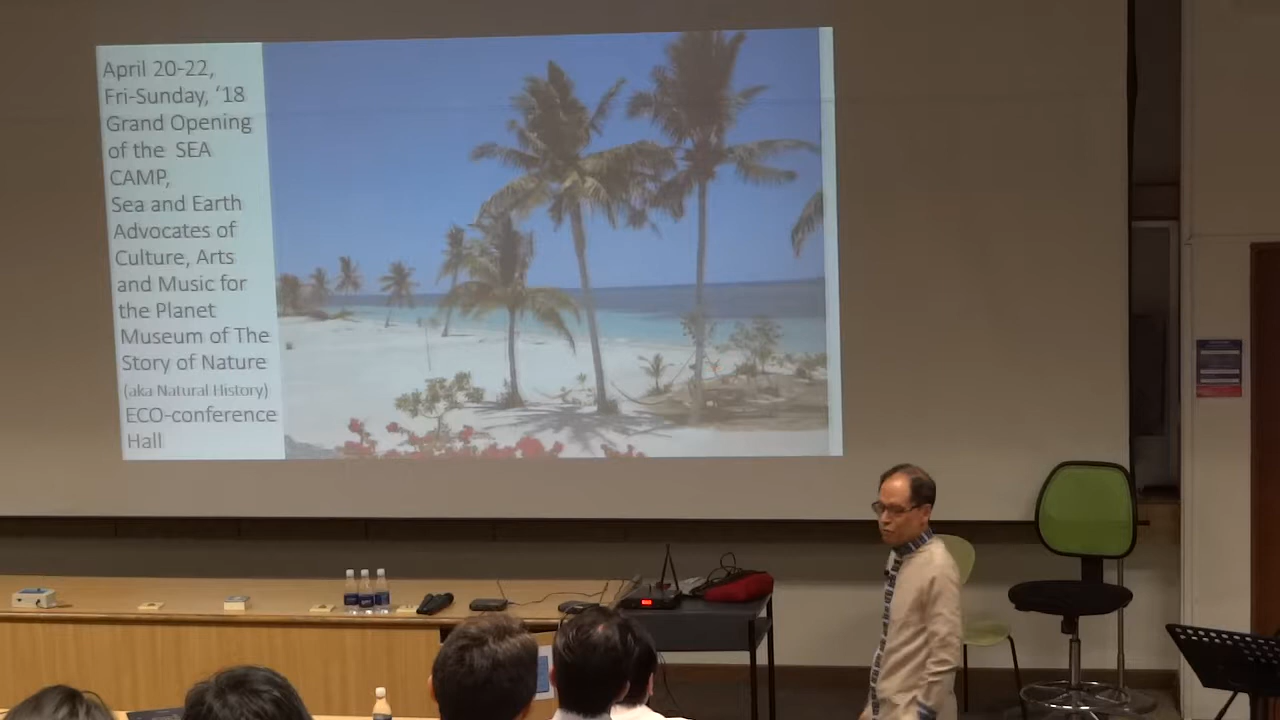 April 20-22,
Fri-Sunday, ‘18
Grand Opening
of the SEA
CAMP,
Sea and Earth
Advocates of
Culture, Arts
and Music for
the Planet
Museum of The
Story of Nature
(aka Natural History)
ECO-conference
Hall